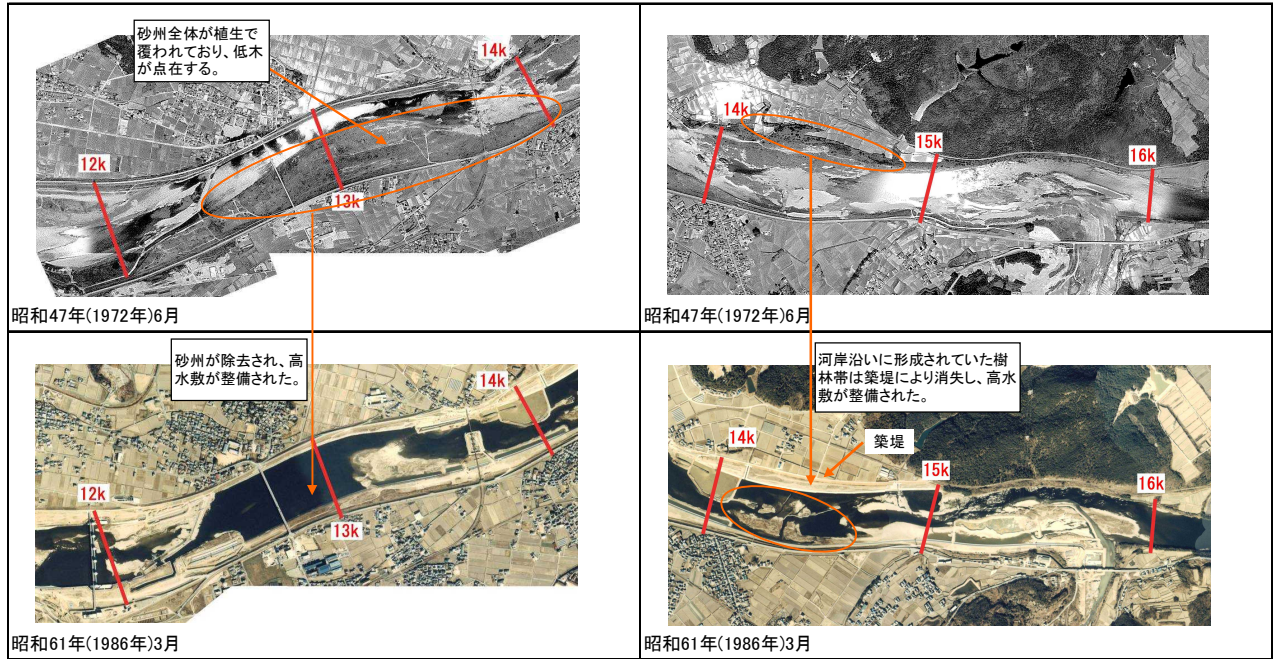 砂州全体が植生で
覆われており、低木
が点在する。
14k
12k
13k
昭和47年(1972年)6月
14k
15k
16k
昭和47年(1972年)6月
砂州が除去され、高
水敷が整備された。
14k
12k
13k
昭和61年(1986年)3月
河岸沿いに形成されていた樹
林帯は築堤により消失し、高水
敷が整備された。
築堤
14k
15k
16k
昭和61年(1986年)3月